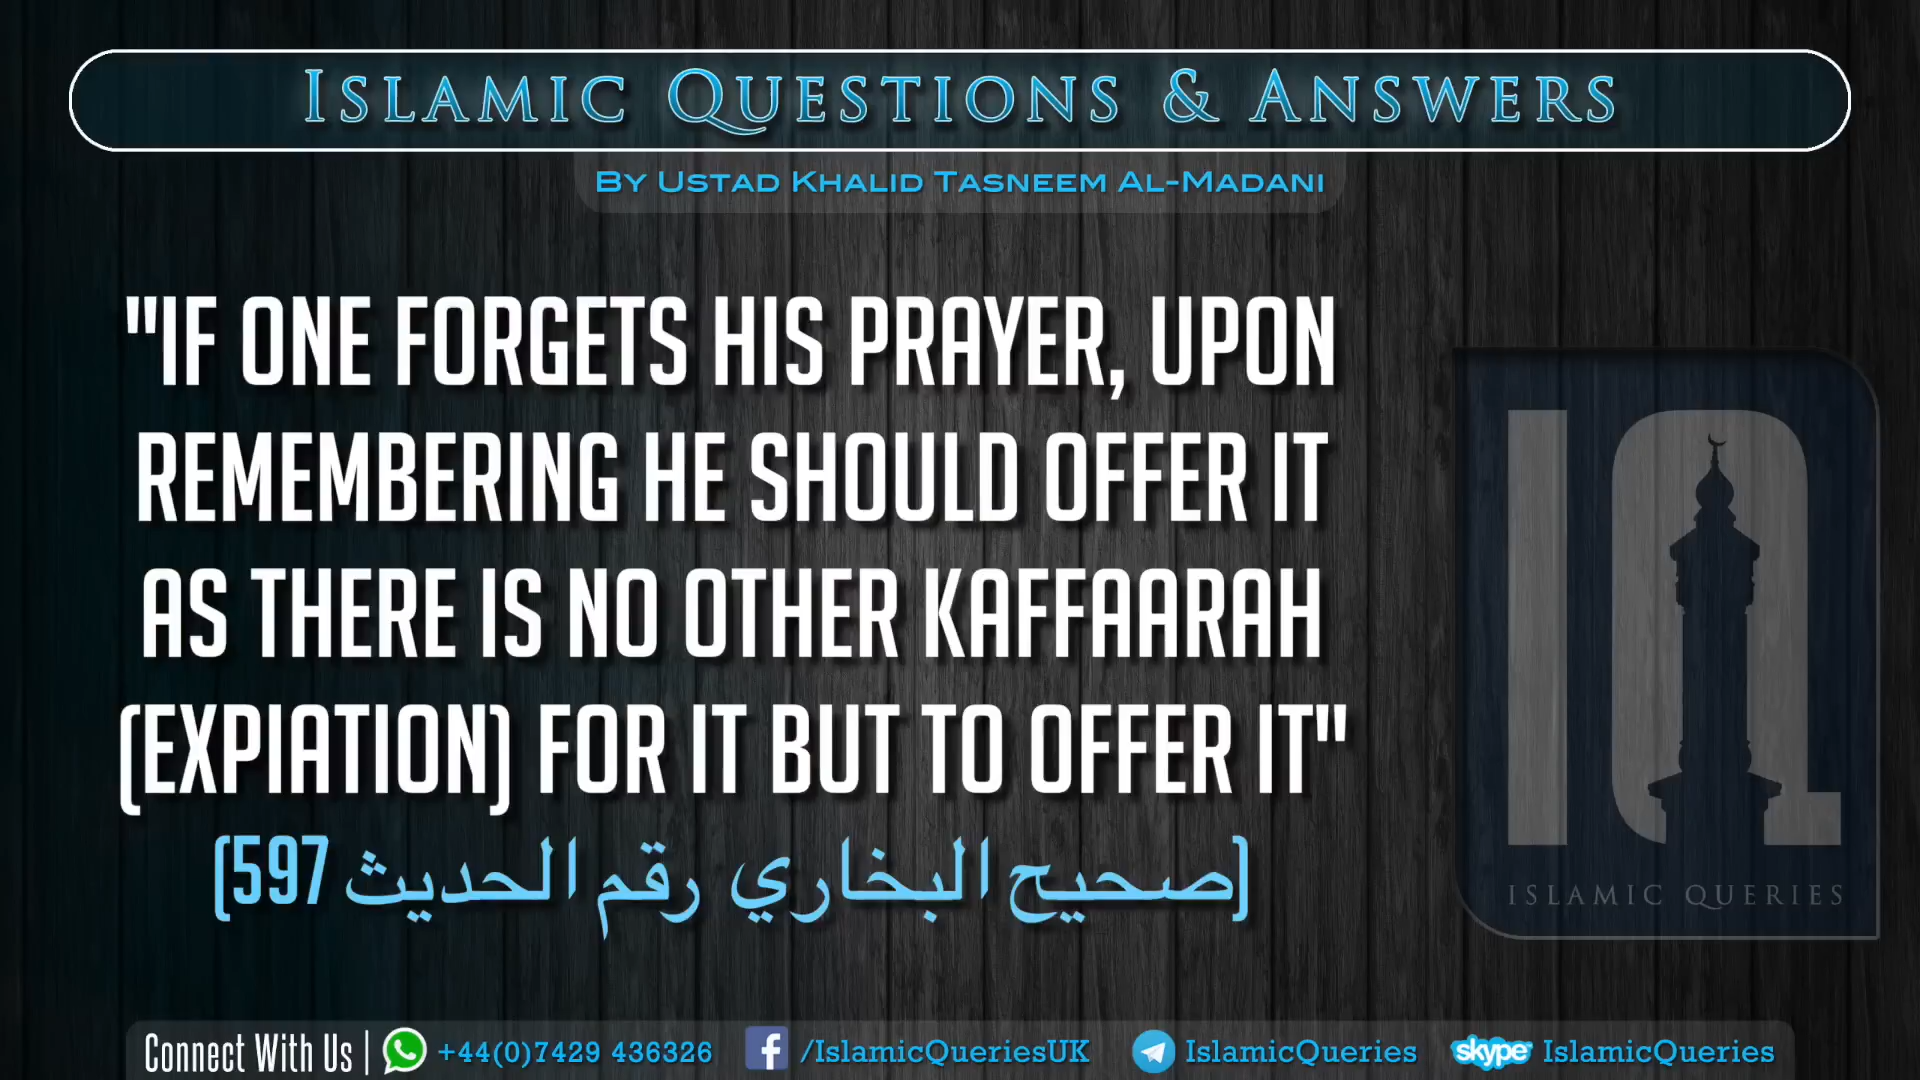 ISLAMIC QUESTIONS & ANSWERS
BY USTAD KHALID TASNEEM AL-MADANI
"IF ONE FORGETS HIS PRAYER, UPON
REMEMBERING HE SHOULD OFFER IT
AS THERE IS NO OTHER KAFFAARAH
(EXPIATION) FOR IT BUT TO OFFER IT"
(صحيح البخاري رقم الحديث 597)
IQ
ISLAMIC QUERIES
Connect With Us | +44(0)7429 436326 f /IslamicQueriesUK IslamicQueries skype IslamicQueries